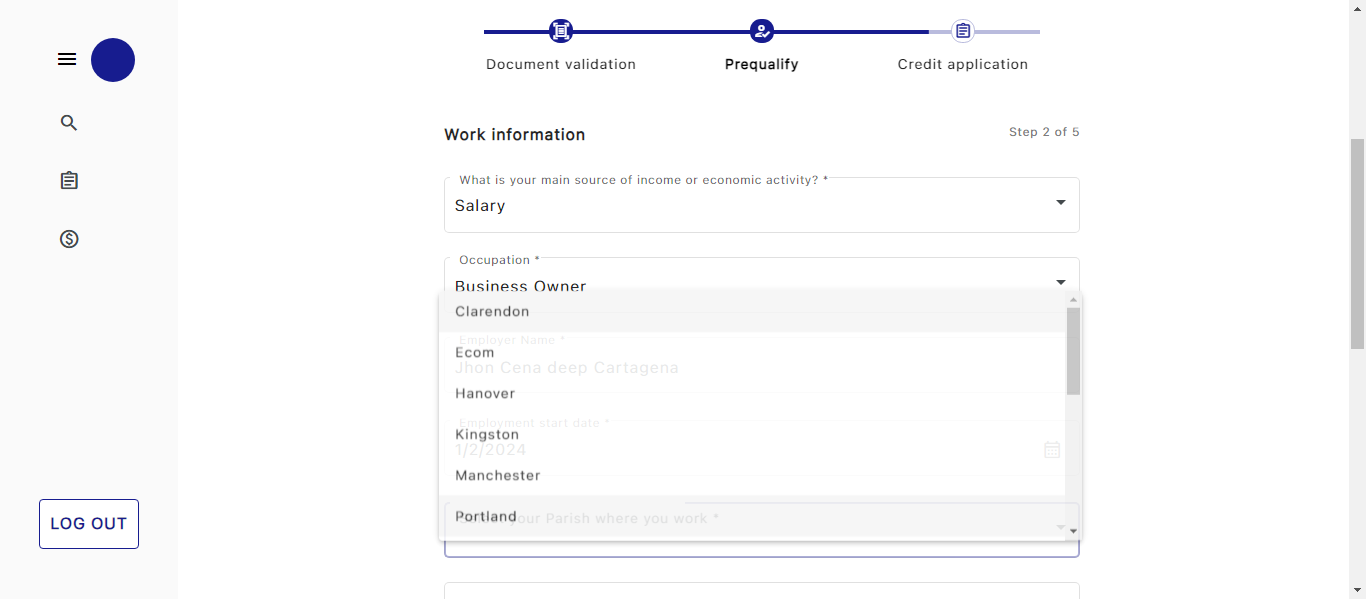 Document validation
Prequalify
Credit application
Work information
Step 2 of 5
What is your main source of income or economic activity? *
Salary
Occupation *
Business Owner
Clarendon
Employer Name *
Ecom
Jhon Cena deep Cartagena
Hanover
Employment start date *
Kingston
1/2/2024
Manchester
Portland
your Parish where you work *
LOG OUT